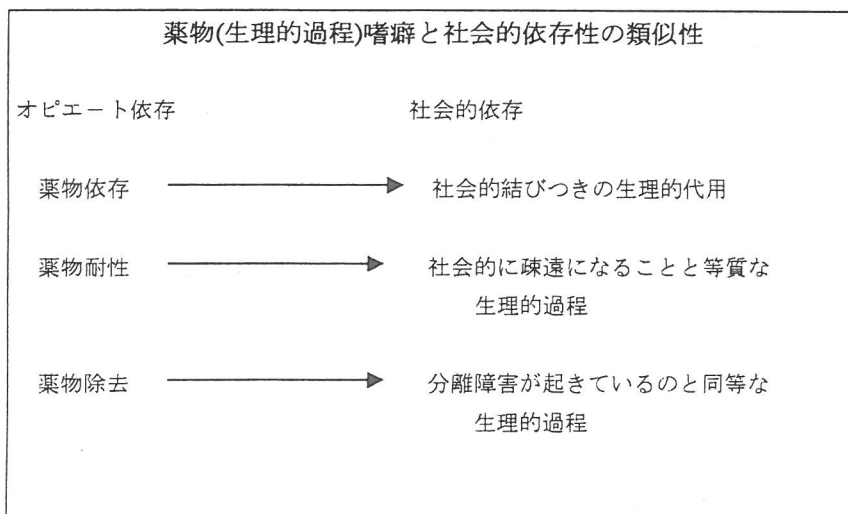 薬物(生理的過程)嗜癖と社会的依存性の類似性
オピエート依存　社会的依存
薬物依存　社会的結びつきの生理的代用
薬物耐性　社会的に疎遠になることと等質な
生理的過程
薬物除去　分離障害が起きているのと同等な
生理的過程